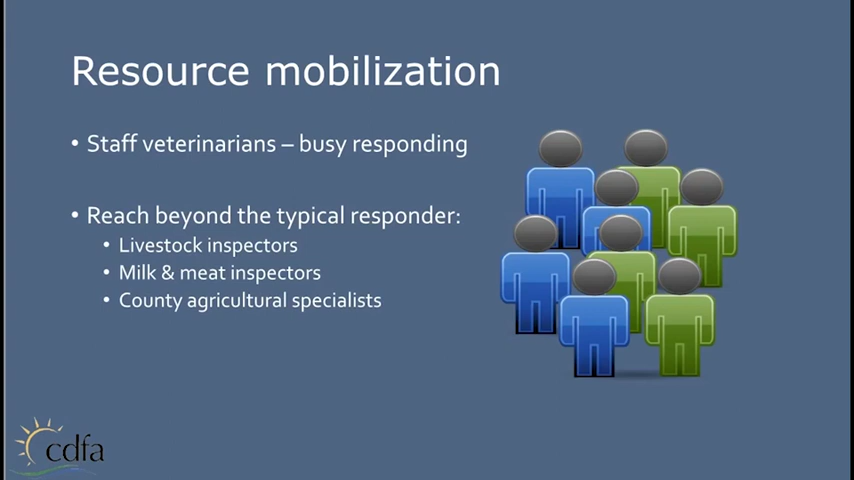 Resource mobilization
• Staff veterinarians – busy responding
• Reach beyond the typical responder:
• Livestock inspectors
• Milk & meat inspectors
• County agricultural specialists
cdfa